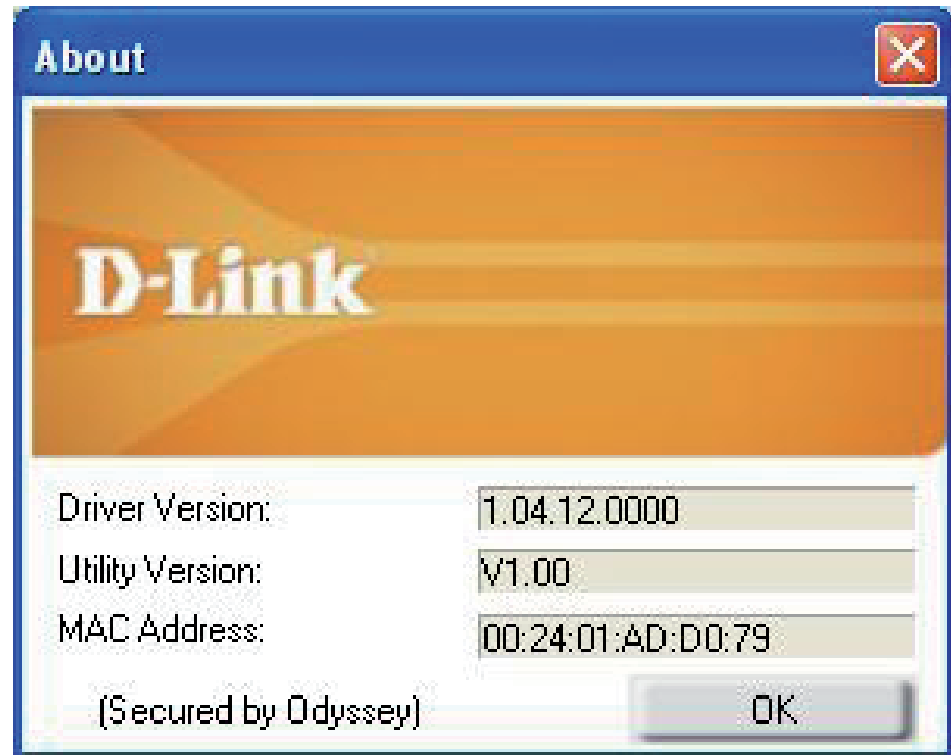 About
D-Link
Driver Version: 1.04.12.0000
Utility Version: V1.00
MAC Address: 00:24:01:AD:D0:79
(Secured by Odyssey) OK